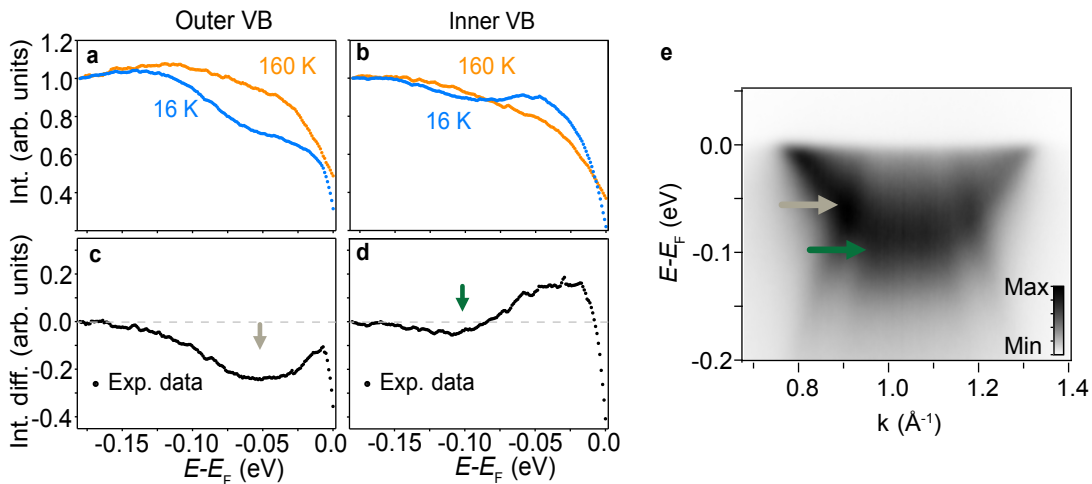 Outer VB
Inner VB
a
1.2
1.0
0.8
0.6
0.4
Int. (arb. units)
160 K
16 K
b
160 K
16 K
c
0.2
0.0
-0.2
-0.4
Int. diff. (arb. units)
Exp. data
-0.15
-0.10
-0.05
0.0
E-EF (eV)
d
Exp. data
-0.15
-0.10
-0.05
0.0
E-EF (eV)
e
0.0
-0.1
-0.2
E-EF (eV)
Max
Min
0.8
1.0
1.2
1.4
k (Å-1)